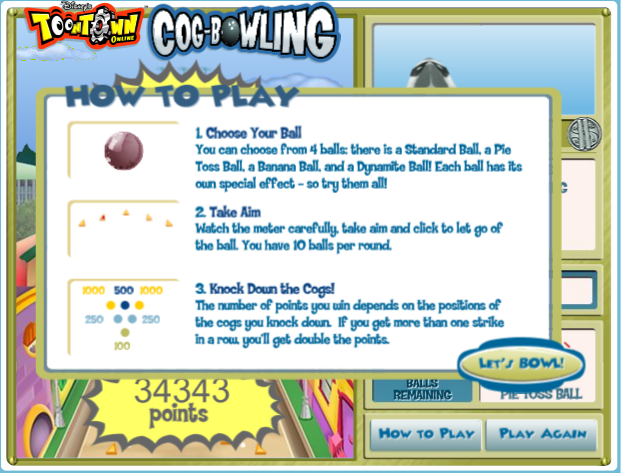 Disney's
TOONTOWN
ONLINE
COG-BOWLING
HOW TO PLAY
1. Choose Your Ball
You can choose from 4 balls: there is a Standard Ball, a Pie
Toss Ball, a Banana Ball, and a Dynamite Ball! Each ball has its
own special effect - so try them all!
2. Take Aim
Watch the meter carefully, take aim and click to let go of
the ball. You have 10 balls per round.
1000 500 1000
250 250
100
3. Knock Down the Cogs!
The number of points you win depends on the positions of
the cogs you knock down. If you get more than one strike
in a row, you'll get double the points.
LET'S BOWL!
34343
points
BALLS
REMAINING
PIE TOSS BALL
HOW TO PLAY
PLAY AGAIN